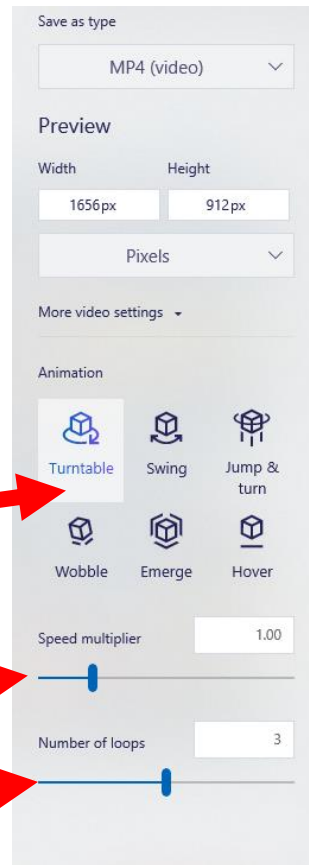 Save as type
MP4 (video)
Preview
Width Height
1656px 912px
Pixels
More video settings
Animation
Turntable Swing Jump &
turn
Wobble Emerge Hover
Speed multiplier 1.00
Number of loops 3